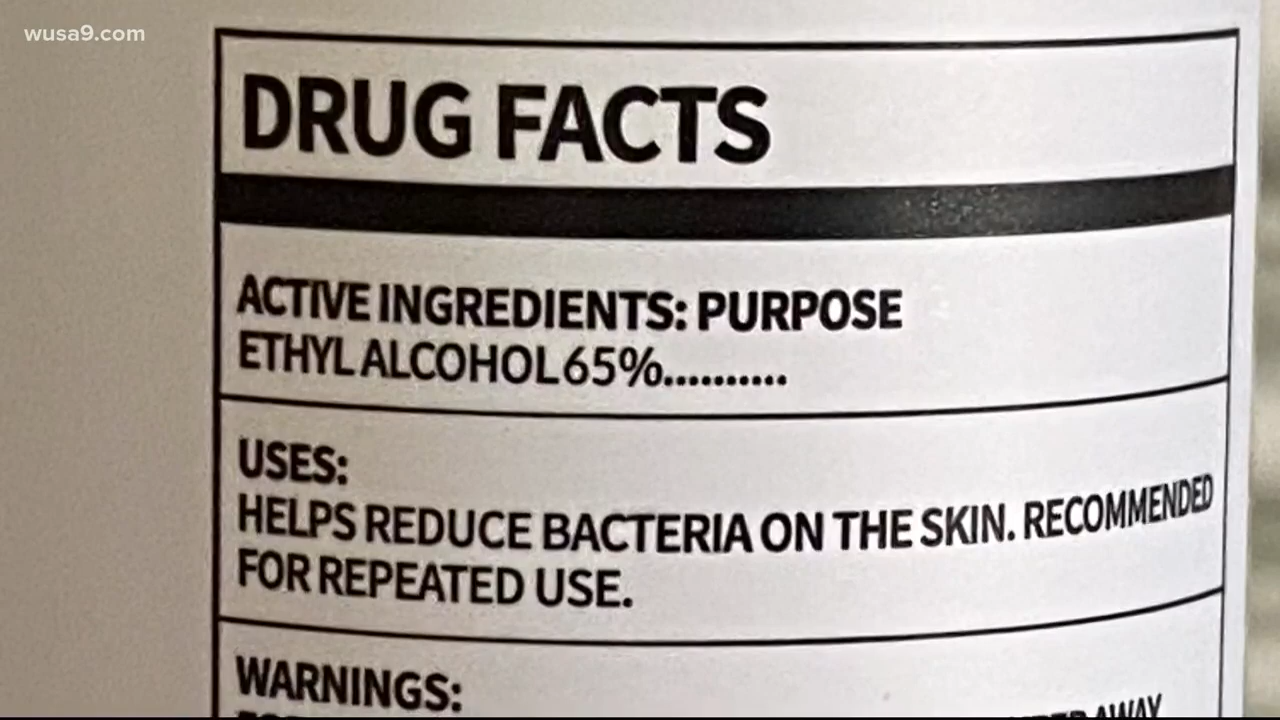 wusa9.com
DRUG FACTS
ACTIVE INGREDIENTS: PURPOSE
ETHYL ALCOHOL 65%..........
USES:
HELPS REDUCE BACTERIA ON THE SKIN. RECOMMENDED
FOR REPEATED USE.
WARNINGS:
AWAY